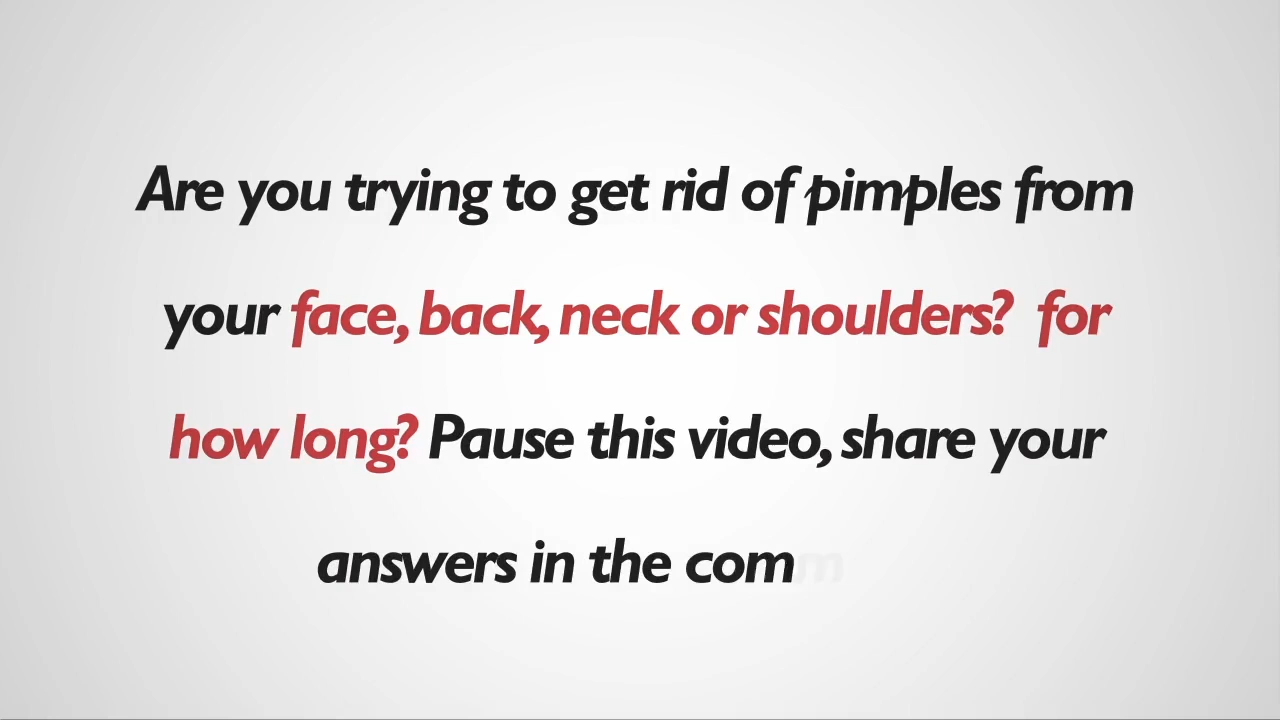 Are you trying to get rid of pimples from
your face, back, neck or shoulders? for
how long? Pause this video, share your
answers in the comm